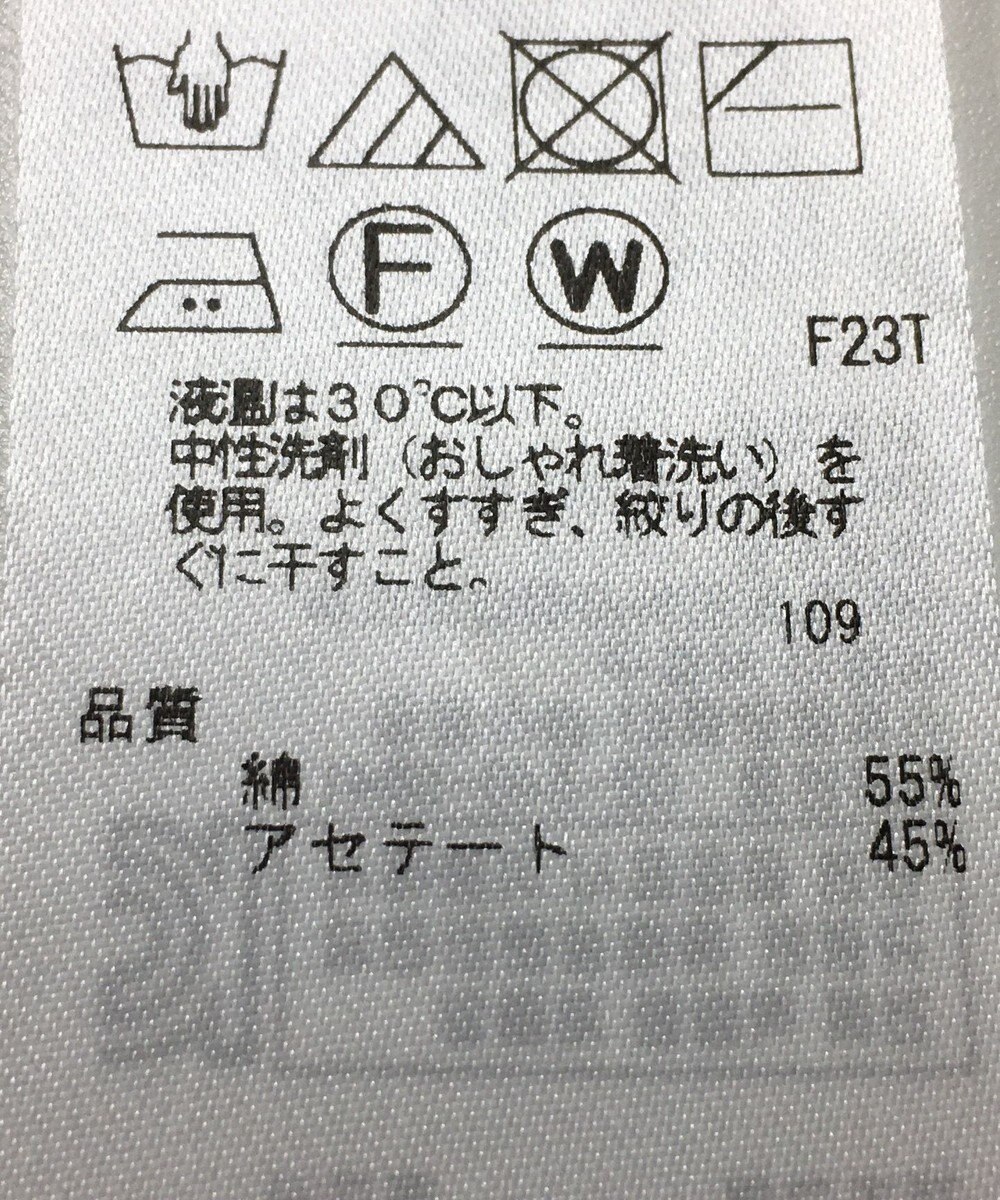 F W
F23T
液温は30℃以下。
中性洗剤（おしゃれ着洗い）を
使用。よくすすぎ、絞りの後す
ぐに干すこと。
109
品質
綿 55%
アセテート 45%